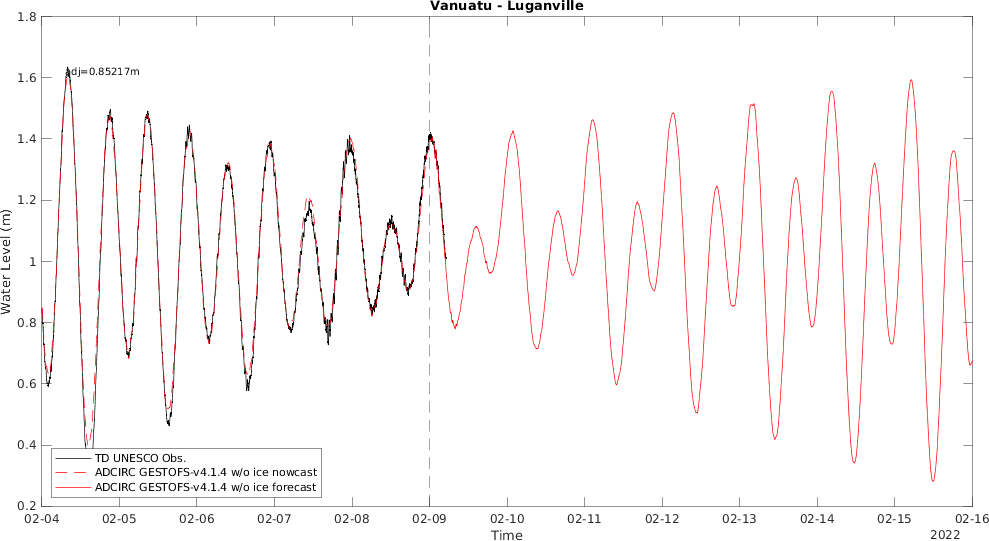 Vanuatu - Luganville
1.8
1.6
1.4
1.2
1
0.8
0.6
0.4
0.2
Water Level (m)
adj=0.85217m
TD UNESCO Obs.
ADCIRC GESTOFS-v4.1.4 w/o ice nowcast
ADCIRC GESTOFS-v4.1.4 w/o ice forecast
02-04 02-05 02-06 02-07 02-08 02-09 02-10 02-11 02-12 02-13 02-14 02-15 02-16
Time
2022